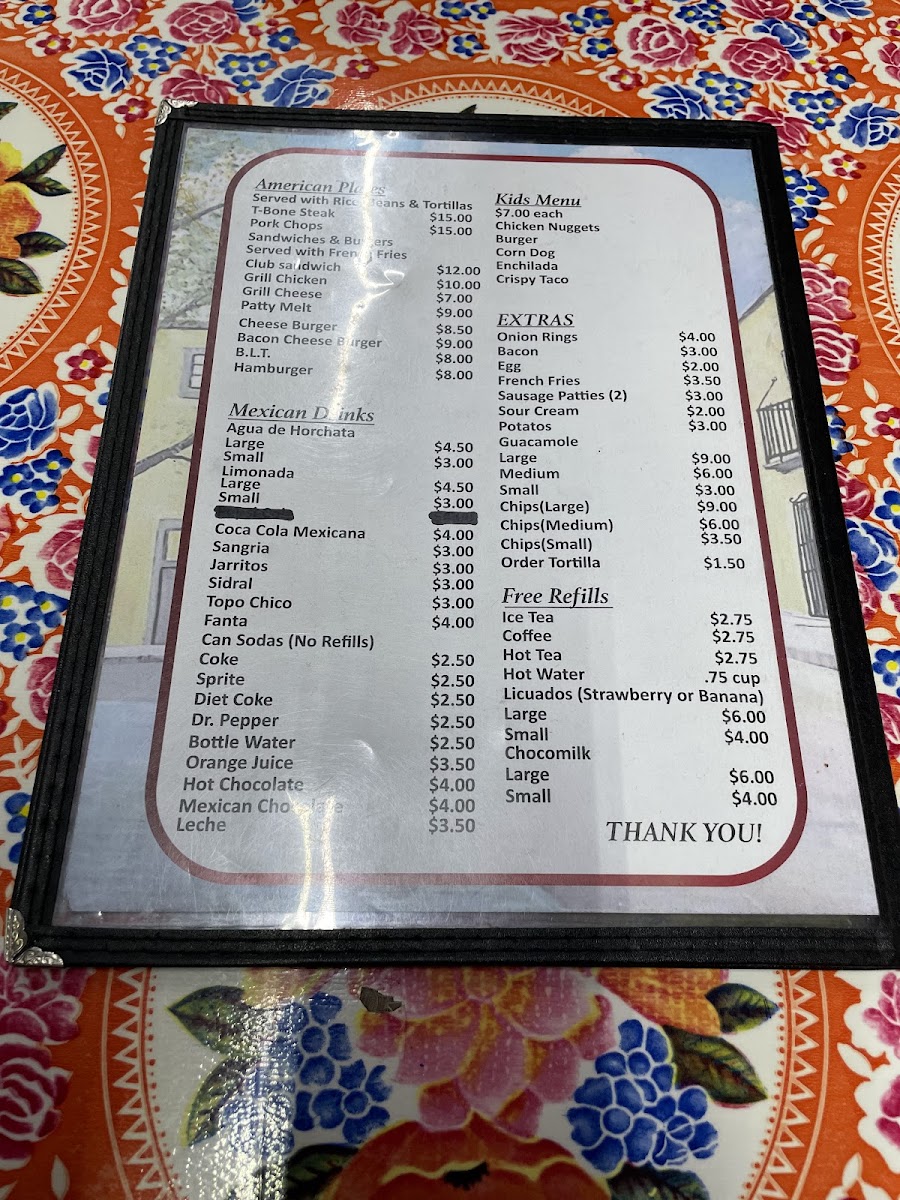 American Plates
Served with Rice Beans & Tortillas
T-Bone Steak $15.00
Pork Chops $15.00
Sandwiches & Burgers
Served with French Fries
Club sandwich $12.00
Grill Chicken $10.00
Grill Cheese $7.00
Patty Melt $9.00
Cheese Burger $8.50
Bacon Cheese Burger $9.00
B.L.T. $8.00
Hamburger $8.00
Mexican Drinks
Agua de Horchata
Large $4.50
Small $3.00
Limonada
Large $4.50
Small $3.00
Coca Cola Mexicana $4.00
Sangria $3.00
Jarritos $3.00
Sidral $3.00
Topo Chico $3.00
Fanta $4.00
Can Sodas (No Refills)
Coke $2.50
Sprite $2.50
Diet Coke $2.50
Dr. Pepper $2.50
Bottle Water $2.50
Orange Juice $3.50
Hot Chocolate $4.00
Mexican Chocolate $4.00
Leche $3.50
Kids Menu
$7.00 each
Chicken Nuggets
Burger
Corn Dog
Enchilada
Crispy Taco
EXTRAS
Onion Rings $4.00
Bacon $3.00
Egg $2.00
French Fries $3.50
Sausage Patties (2) $3.00
Sour Cream $2.00
Potatos $3.00
Guacamole
Large $9.00
Medium $6.00
Small $3.00
Chips(Large) $9.00
Chips(Medium) $6.00
Chips(Small) $3.50
Order Tortilla $1.50
Free Refills
Ice Tea $2.75
Coffee $2.75
Hot Tea $2.75
Hot Water .75 cup
Licuados (Strawberry or Banana)
Large $6.00
Small $4.00
Chocomilk
Large $6.00
Small $4.00
THANK YOU!